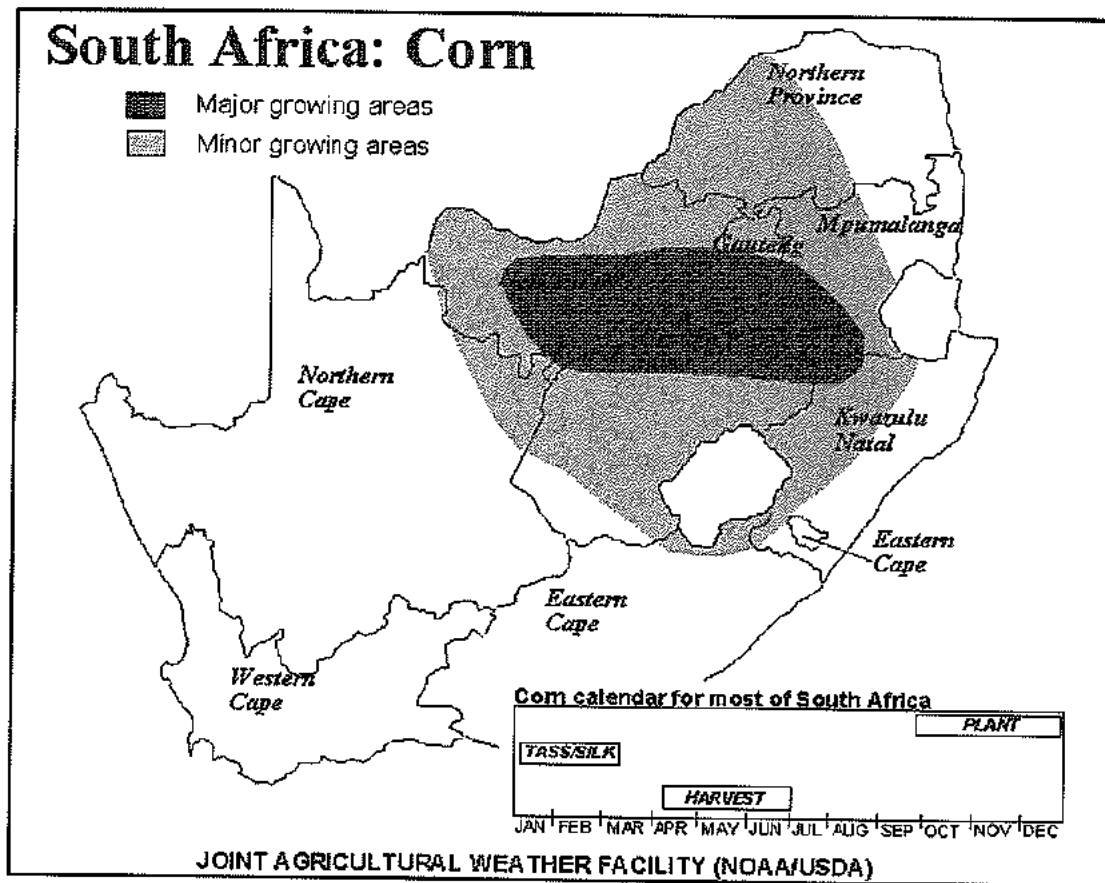 South Africa: Corn
Major growing areas
Minor growing areas
Northern
Province
Mpumalanga
Gauteng
Northern
Cape
Kwazulu
Natal
Eastern
Cape
Eastern
Cape
Western
Cape
Corn calendar for most of South Africa
PLANT
TASS/SILK
HARVEST
JAN FEB MAR APR MAY JUN JUL AUG SEP OCT NOV DEC
JOINT AGRICULTURAL WEATHER FACILITY (NOAA/USDA)